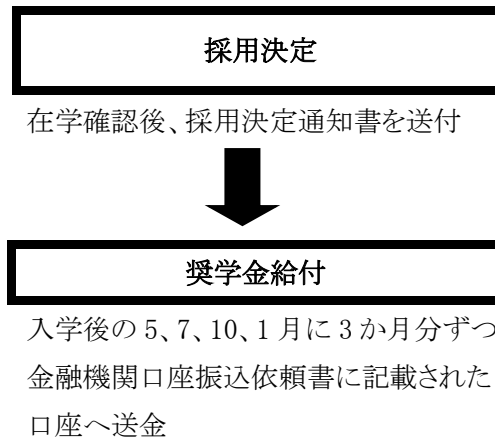 採用決定
在学確認後、採用決定通知書を送付
奨学金給付
入学後の 5、7、10、1 月に 3 か月分ずつ
金融機関口座振込依頼書に記載された
口座へ送金